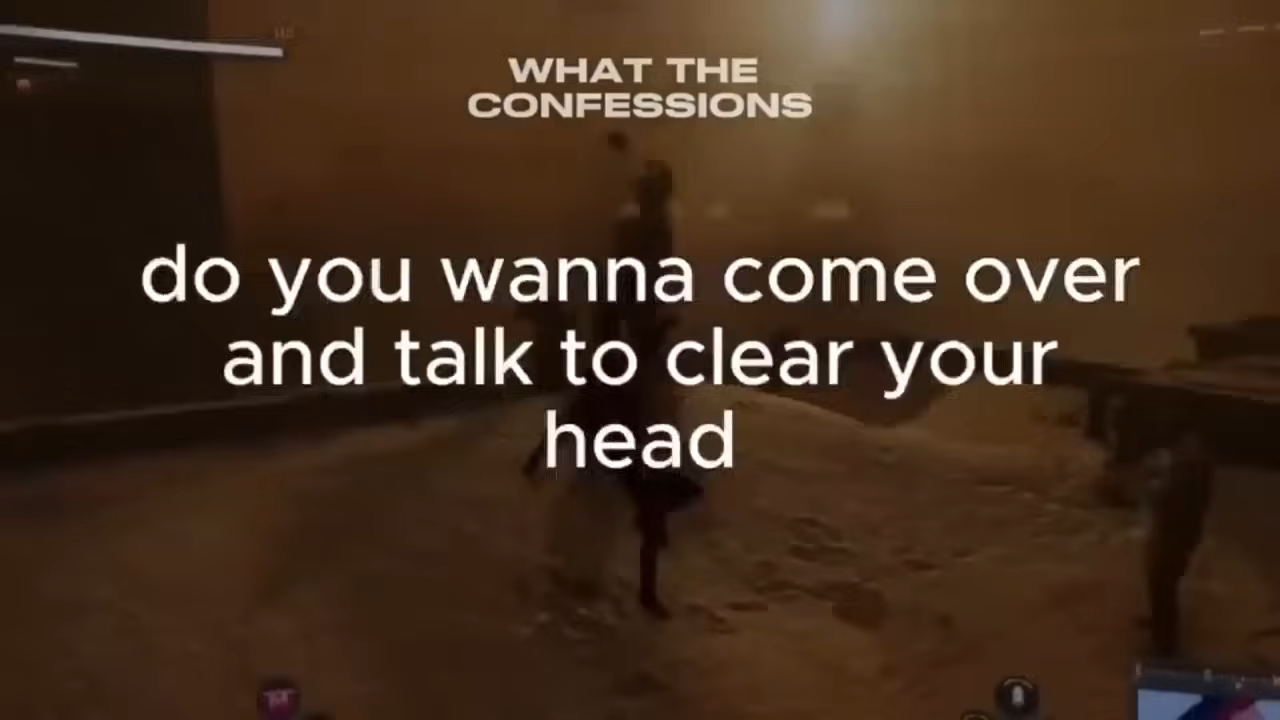 WHAT THE
CONFESSIONS
do you wanna come over
and talk to clear your
head